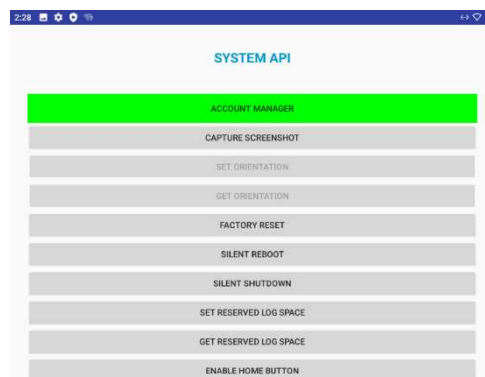 2:28
SYSTEM API
ACCOUNT MANAGER
CAPTURE SCREENSHOT
SET ORIENTATION
GET ORIENTATION
FACTORY RESET
SILENT REBOOT
SILENT SHUTDOWN
SET RESERVED LOG SPACE
GET RESERVED LOG SPACE
ENABLE HOME BUTTON